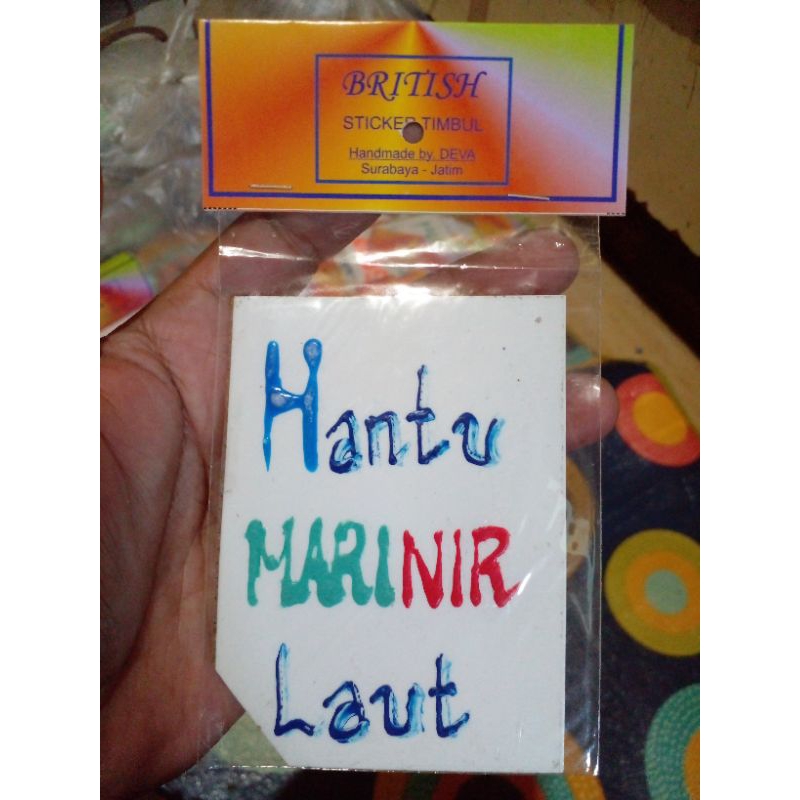 BRITISH
STICKER TIMBUL
Handmade by. DEVA
Surabaya - Jatim
Hantu
MARINIR
Laut